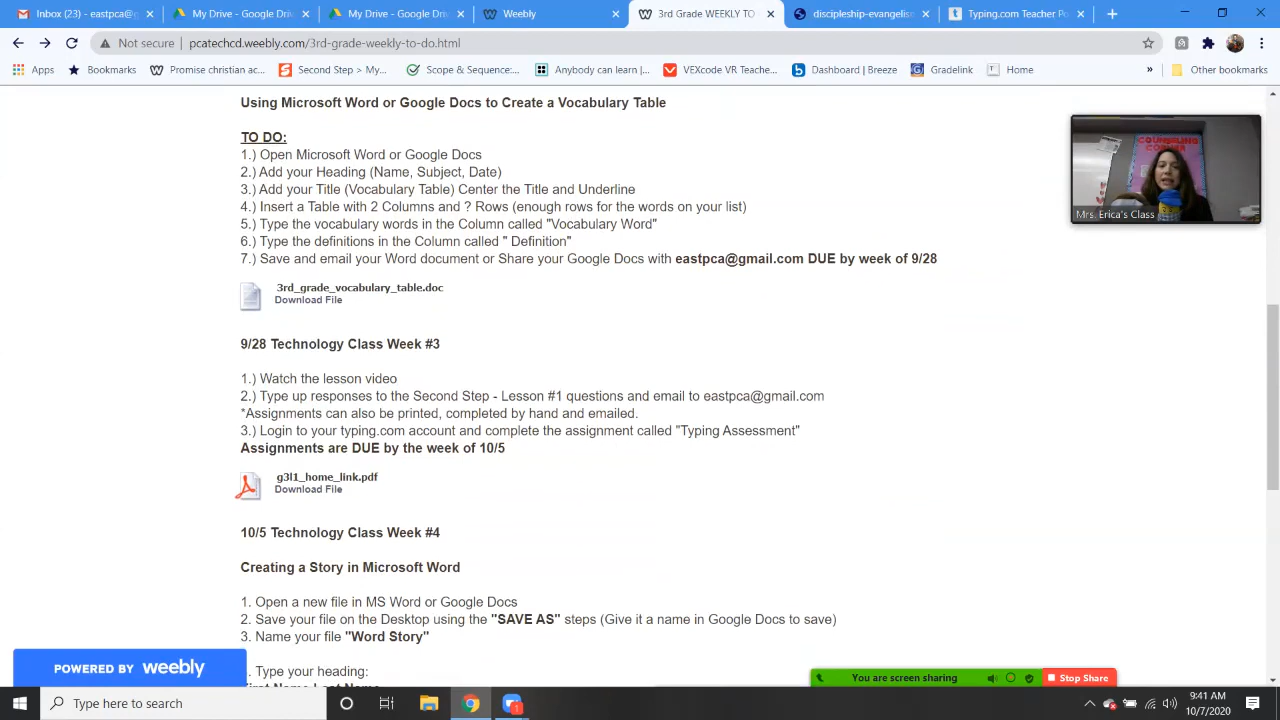 Inbox (23) - eastpca@g
My Drive - Google Driv
My Drive - Google Driv
Weebly
3rd Grade WEEKLY TO
discipleship-evangelis
Typing.com Teacher Po
Not secure | pcatechcd.weebly.com/3rd-grade-weekly-to-do.html
Apps
Bookmarks
Promise christian ac...
Second Step > My...
Scope & Sequence:...
Anybody can learn |...
VEXcode VR Teache...
Dashboard | Breeze
Gradelink
Home
»
Other bookmarks
Using Microsoft Word or Google Docs to Create a Vocabulary Table
TO DO:
1.) Open Microsoft Word or Google Docs
2.) Add your Heading (Name, Subject, Date)
3.) Add your Title (Vocabulary Table) Center the Title and Underline
4.) Insert a Table with 2 Columns and ? Rows (enough rows for the words on your list)
5.) Type the vocabulary words in the Column called "Vocabulary Word"
6.) Type the definitions in the Column called " Definition"
7.) Save and email your Word document or Share your Google Docs with eastpca@gmail.com DUE by week of 9/28
3rd_grade_vocabulary_table.doc
Download File
9/28 Technology Class Week #3
1.) Watch the lesson video
2.) Type up responses to the Second Step - Lesson #1 questions and email to eastpca@gmail.com
*Assignments can also be printed, completed by hand and emailed.
3.) Login to your typing.com account and complete the assignment called "Typing Assessment"
Assignments are DUE by the week of 10/5
g3l1_home_link.pdf
Download File
10/5 Technology Class Week #4
Creating a Story in Microsoft Word
1. Open a new file in MS Word or Google Docs
2. Save your file on the Desktop using the "SAVE AS" steps (Give it a name in Google Docs to save)
3. Name your file "Word Story"
. Type your heading:
First Name Last Name
COUNSELING
CORNER
Mrs. Erica's Class
POWERED BY weebly
You are screen sharing
Stop Share
Type here to search
9:41 AM
10/7/2020